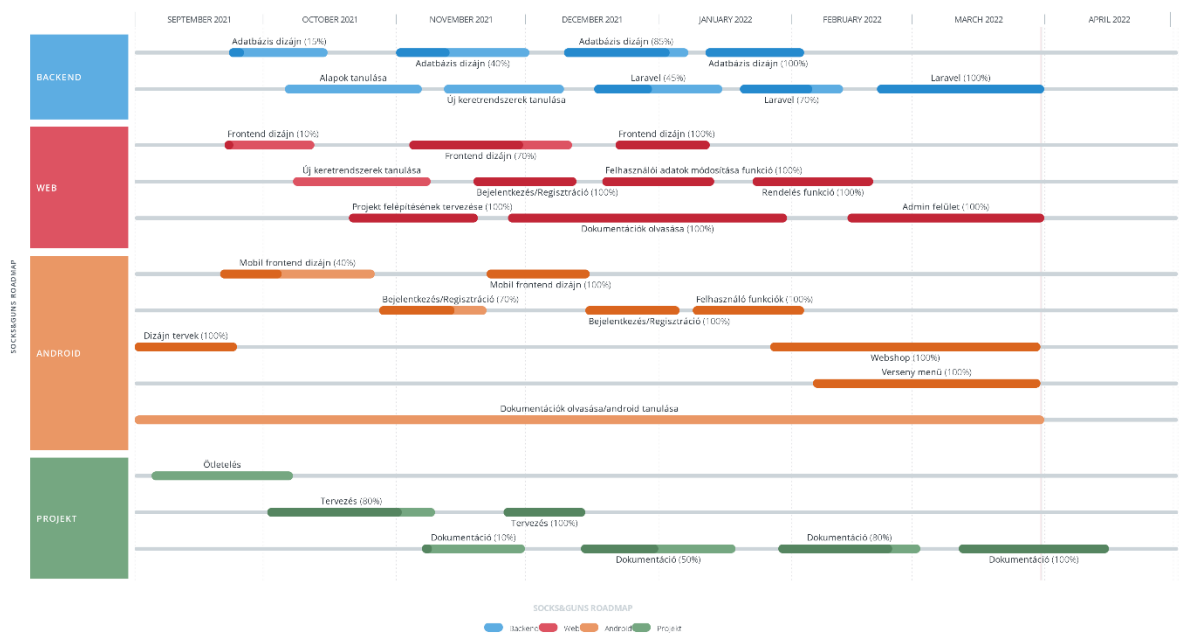 SEPTEMBER 2021
OCTOBER 2021
NOVEMBER 2021
DECEMBER 2021
JANUARY 2022
FEBRUARY 2022
MARCH 2022
APRIL 2022
SOCKS&GUNS ROADMAP
BACKEND
Adatbázis dizájn (15%)
Adatbázis dizájn (40%)
Adatbázis dizájn (85%)
Adatbázis dizájn (100%)
Alapok tanulása
Új keretrendszerek tanulása
Laravel (45%)
Laravel (70%)
Laravel (100%)
WEB
Frontend dizájn (10%)
Frontend dizájn (70%)
Frontend dizájn (100%)
Új keretrendszerek tanulása
Bejelentkezés/Regisztráció (100%)
Felhasználói adatok módosítása funkció (100%)
Rendelés funkció (100%)
Projekt felépítésének tervezése (100%)
Dokumentációk olvasása (100%)
Admin felület (100%)
ANDROID
Mobil frontend dizájn (40%)
Mobil frontend dizájn (100%)
Bejelentkezés/Regisztráció (70%)
Bejelentkezés/Regisztráció (100%)
Felhasználó funkciók (100%)
Dizájn tervek (100%)
Webshop (100%)
Verseny menü (100%)
Dokumentációk olvasása/android tanulása
PROJEKT
Ötletelés
Tervezés (80%)
Tervezés (100%)
Dokumentáció (10%)
Dokumentáció (50%)
Dokumentáció (80%)
Dokumentáció (100%)
SOCKS&GUNS ROADMAP
Backend
Web
Android
Projekt